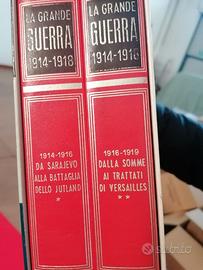 LA GRANDE
GUERRA
1914-1918
1914-1916
DA SARAJEVO
ALLA BATTAGLIA
DELLO JUTLAND
*
LA GRANDE
GUERRA
1914-1918
1916-1919
DALLA SOMME
AI TRATTATI
DI VERSAILLES
**
subito